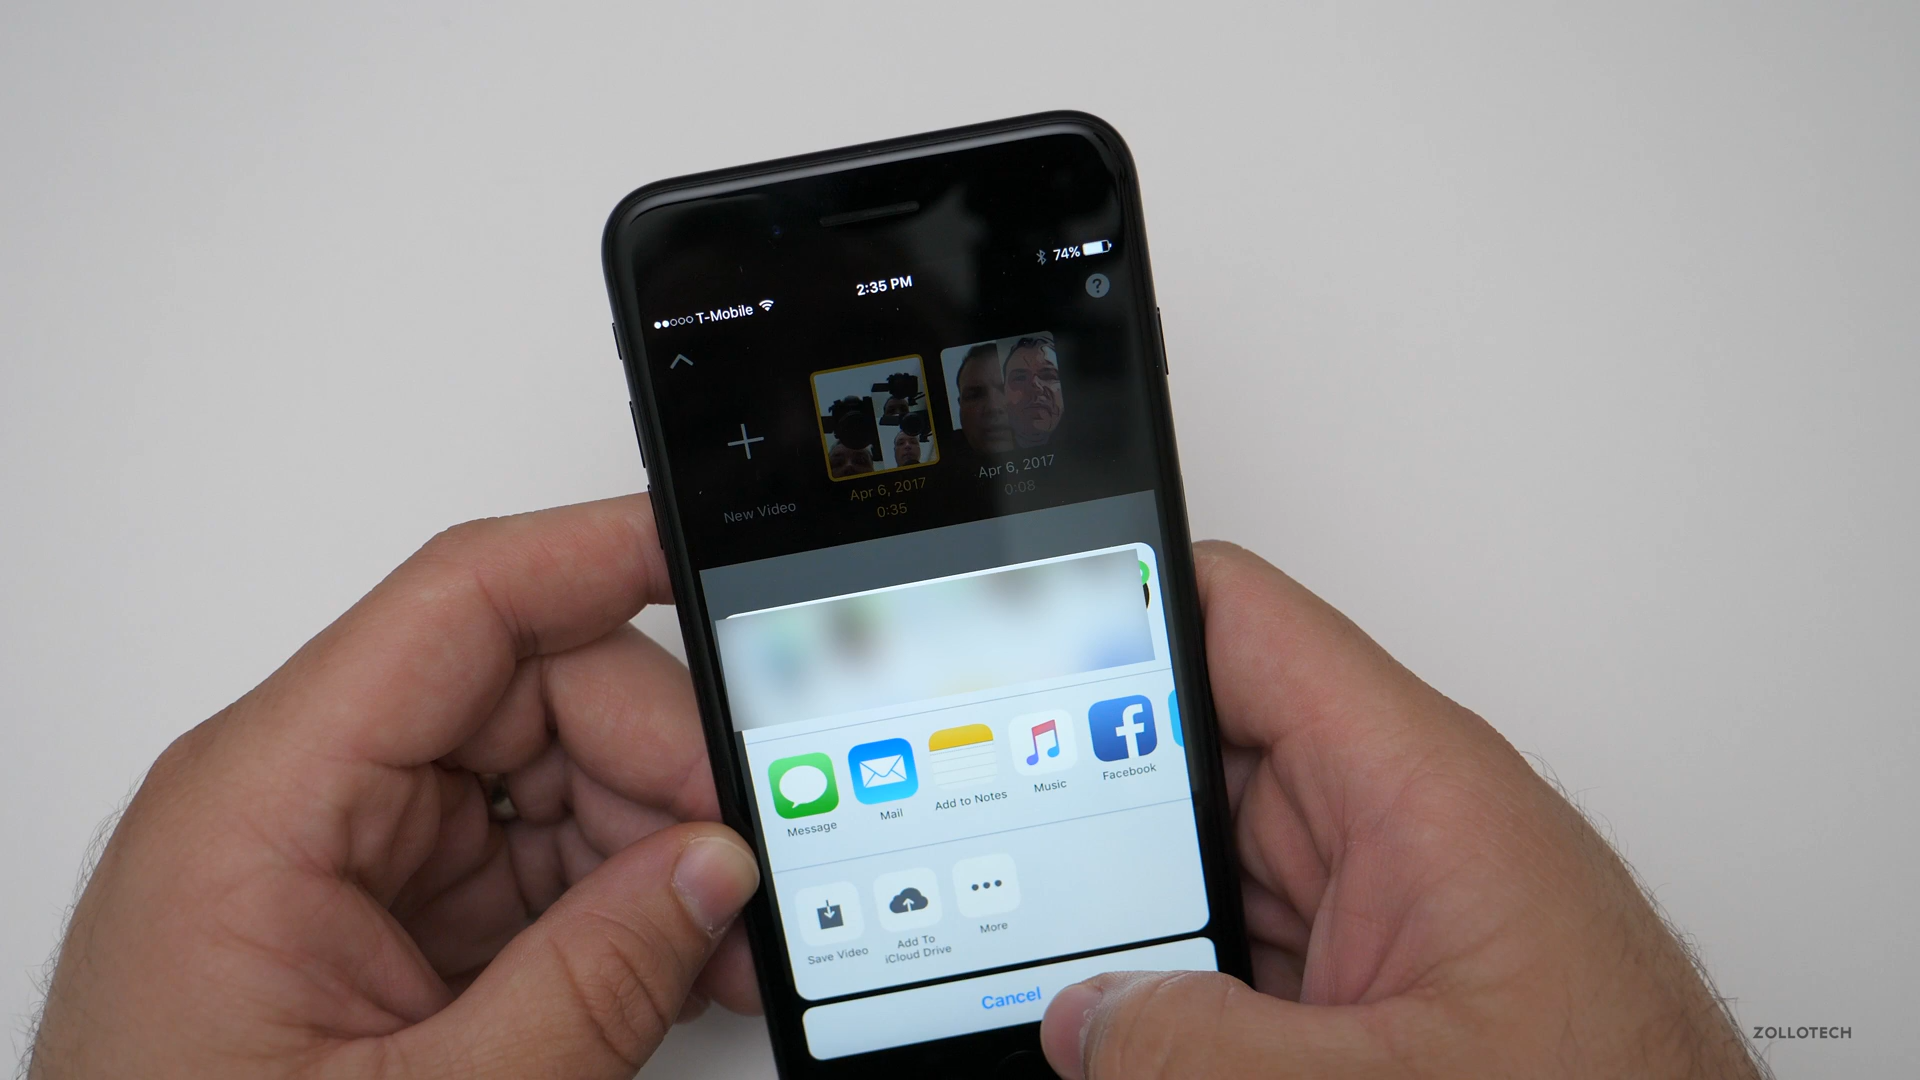 ●●○○○ T-Mobile
2:35 PM
74%
?
New Video
Apr 6, 2017
0:35
Apr 6, 2017
0:08
Message
Mail
Add to Notes
Music
f
Facebook
Save Video
Add To
iCloud Drive
More
Cancel
ZOLLOTECH